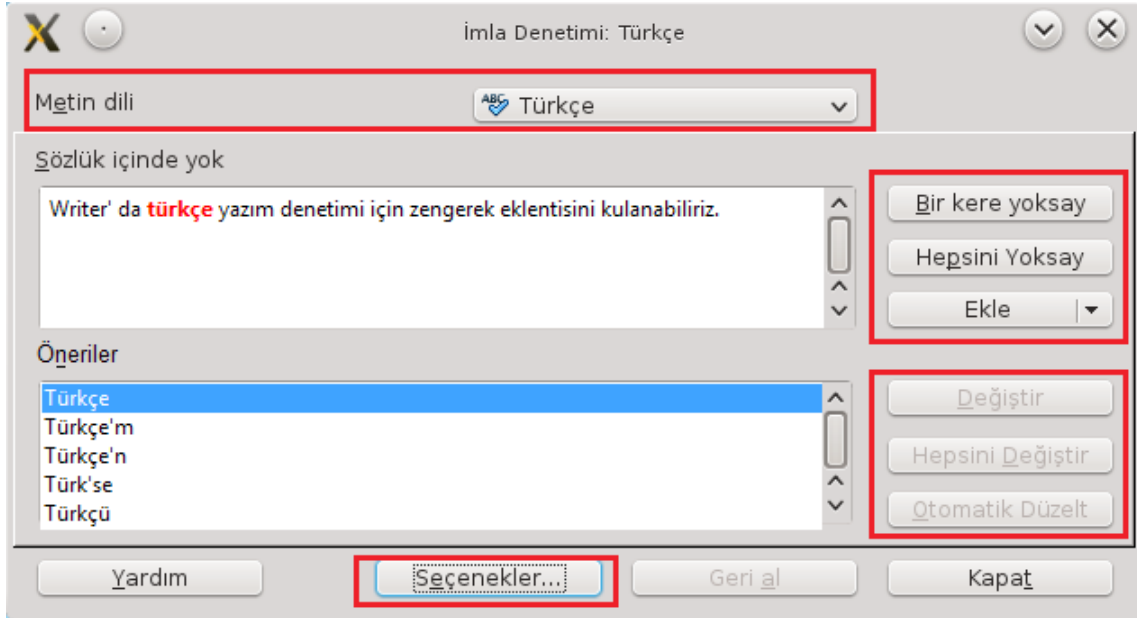 İmla Denetimi: Türkçe
Metin dili
ABC Türkçe
Sözlük içinde yok
Writer' da türkçe yazım denetimi için zengerek eklentisini kulanabiliriz.
Bir kere yoksay
Hepsini Yoksay
Ekle
Öneriler
Türkçe
Türkçe'm
Türkçe'n
Türk'se
Türkçü
Değiştir
Hepsini Değiştir
Otomatik Düzelt
Yardım
Seçenekler...
Geri al
Kapat